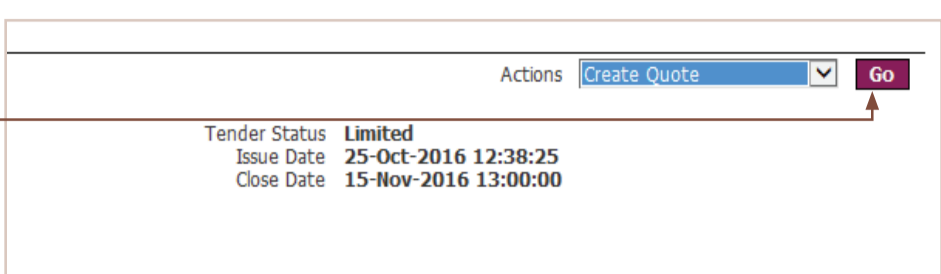 Actions Create Quote Go
Tender Status Limited
Issue Date 25-Oct-2016 12:38:25
Close Date 15-Nov-2016 13:00:00